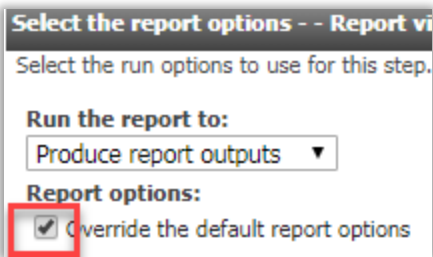 Select the report options - - Report vi
Select the run options to use for this step.
Run the report to:
Produce report outputs
Report options:
Override the default report options